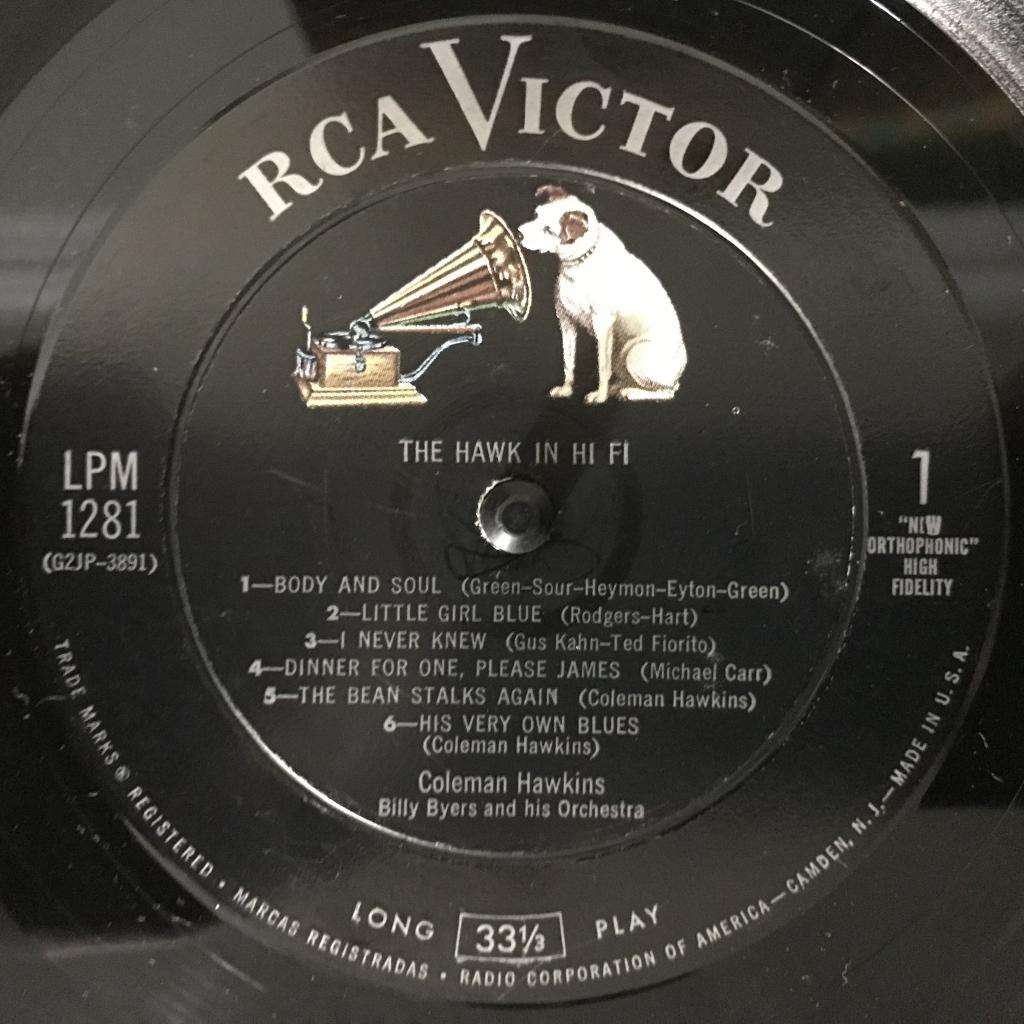 RCA VICTOR
THE HAWK IN HI FI
LPM
1281
(G2JP-3891)
1
"NEW
ORTHOPHONIC"
HIGH
FIDELITY
1—BODY AND SOUL (Green-Sour-Heymon-Eyton-Green)
2—LITTLE GIRL BLUE (Rodgers-Hart)
3—I NEVER KNEW (Gus Kahn-Ted Fiorito)
4—DINNER FOR ONE, PLEASE JAMES (Michael Carr)
5—THE BEAN STALKS AGAIN (Coleman Hawkins)
6—HIS VERY OWN BLUES
(Coleman Hawkins)
Coleman Hawkins
Billy Byers and his Orchestra
LONG 33⅓ PLAY
TRADE MARKS ® REGISTERED • MARCAS REGISTRADAS • RADIO CORPORATION OF AMERICA—CAMDEN, N. J.—MADE IN U. S. A.